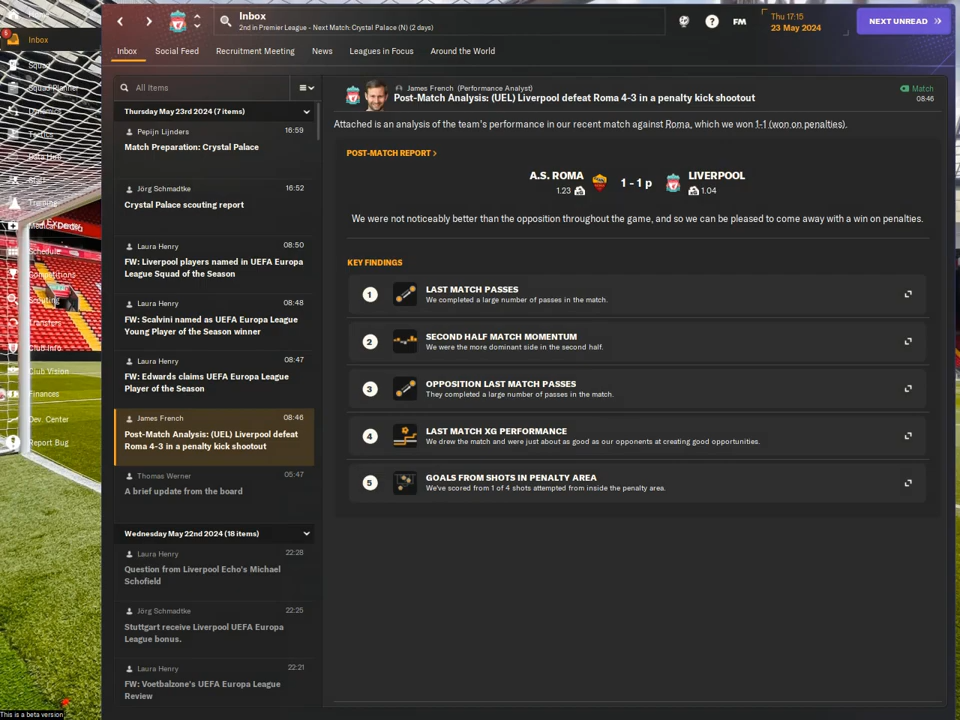 Inbox
2nd in Premier League - Next Match: Crystal Palace (N) (2 days)
FM
Thu 17:15
23 May 2024
NEXT UNREAD
Inbox
Social Feed
Recruitment Meeting
News
Leagues in Focus
Around the World
Inbox
Squad
Squad Planner
Tactics
Data Hub
Staff
Training
Medical Centre
Schedule
Competitions
Scouting
Transfers
Club Info
Club Vision
Finances
Dev. Center
Report Bug
This is a beta version
All Items
Thursday May 23rd 2024 (7 items)
Pepijn Lijnders 16:59
Match Preparation: Crystal Palace
Jörg Schmadtke 16:52
Crystal Palace scouting report
Laura Henry 08:50
FW: Liverpool players named in UEFA Europa
League Squad of the Season
Laura Henry 08:48
FW: Scalvini named as UEFA Europa League
Young Player of the Season winner
Laura Henry 08:47
FW: Edwards claims UEFA Europa League
Player of the Season
James French 08:46
Post-Match Analysis: (UEL) Liverpool defeat
Roma 4-3 in a penalty kick shootout
Thomas Werner 05:47
A brief update from the board
Wednesday May 22nd 2024 (18 items)
Laura Henry 22:28
Question from Liverpool Echo's Michael
Schofield
Jörg Schmadtke 22:25
Stuttgart receive Liverpool UEFA Europa
League bonus.
Laura Henry 22:21
FW: Voetbalzone's UEFA Europa League
Review
James French (Performance Analyst)
Post-Match Analysis: (UEL) Liverpool defeat Roma 4-3 in a penalty kick shootout
Match
08:46
Attached is an analysis of the team's performance in our recent match against Roma, which we won 1-1 (won on penalties).
POST-MATCH REPORT >
A.S. ROMA 1 - 1 p LIVERPOOL
1.23 1.04
We were not noticeably better than the opposition throughout the game, and so we can be pleased to come away with a win on penalties.
KEY FINDINGS
1 LAST MATCH PASSES
We completed a large number of passes in the match.
2 SECOND HALF MATCH MOMENTUM
We were the more dominant side in the second half.
3 OPPOSITION LAST MATCH PASSES
They completed a large number of passes in the match.
4 LAST MATCH XG PERFORMANCE
We drew the match and were just about as good as our opponents at creating good opportunities.
5 GOALS FROM SHOTS IN PENALTY AREA
We've scored from 1 of 4 shots attempted from inside the penalty area.